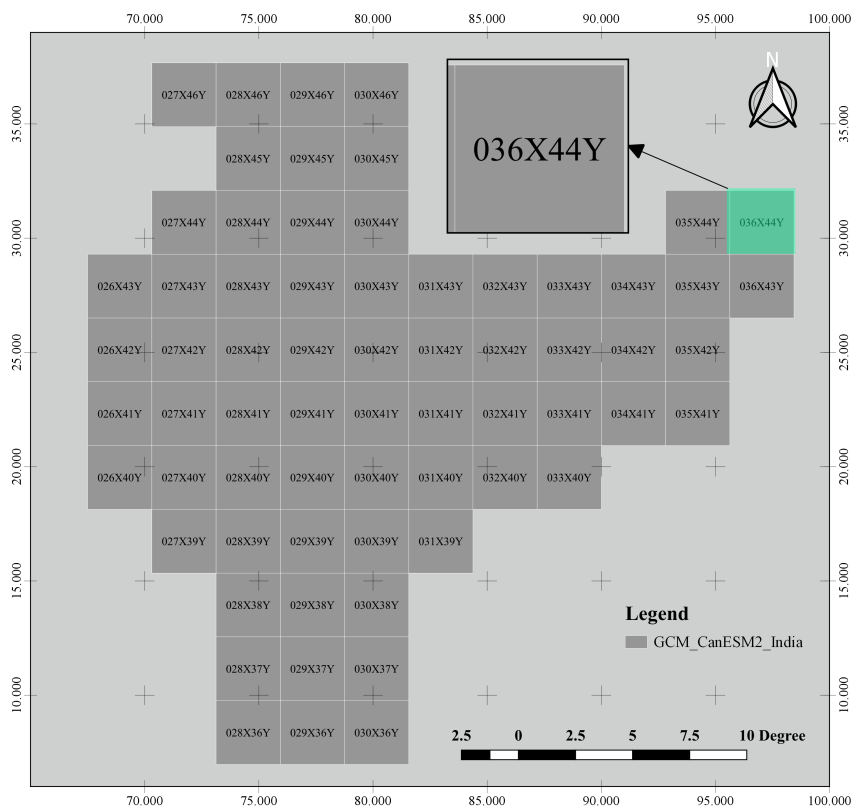 70.000 75.000 80.000 85.000 90.000 95.000 100.000
N
027X46Y 028X46Y 029X46Y 030X46Y
35.000 35.000
036X44Y
028X45Y 029X45Y 030X45Y
027X44Y 028X44Y 029X44Y 030X44Y 035X44Y 036X44Y
30.000 30.000
026X43Y 027X43Y 028X43Y 029X43Y 030X43Y 031X43Y 032X43Y 033X43Y 034X43Y 035X43Y 036X43Y
026X42Y 027X42Y 028X42Y 029X42Y 030X42Y 031X42Y 032X42Y 033X42Y 034X42Y 035X42Y
25.000 25.000
026X41Y 027X41Y 028X41Y 029X41Y 030X41Y 031X41Y 032X41Y 033X41Y 034X41Y 035X41Y
20.000 20.000
026X40Y 027X40Y 028X40Y 029X40Y 030X40Y 031X40Y 032X40Y 033X40Y
027X39Y 028X39Y 029X39Y 030X39Y 031X39Y
15.000 15.000
028X38Y 029X38Y 030X38Y
Legend
GCM_CanESM2_India
028X37Y 029X37Y 030X37Y
10.000 10.000
028X36Y 029X36Y 030X36Y
2.5 0 2.5 5 7.5 10 Degree
70.000 75.000 80.000 85.000 90.000 95.000 100.000